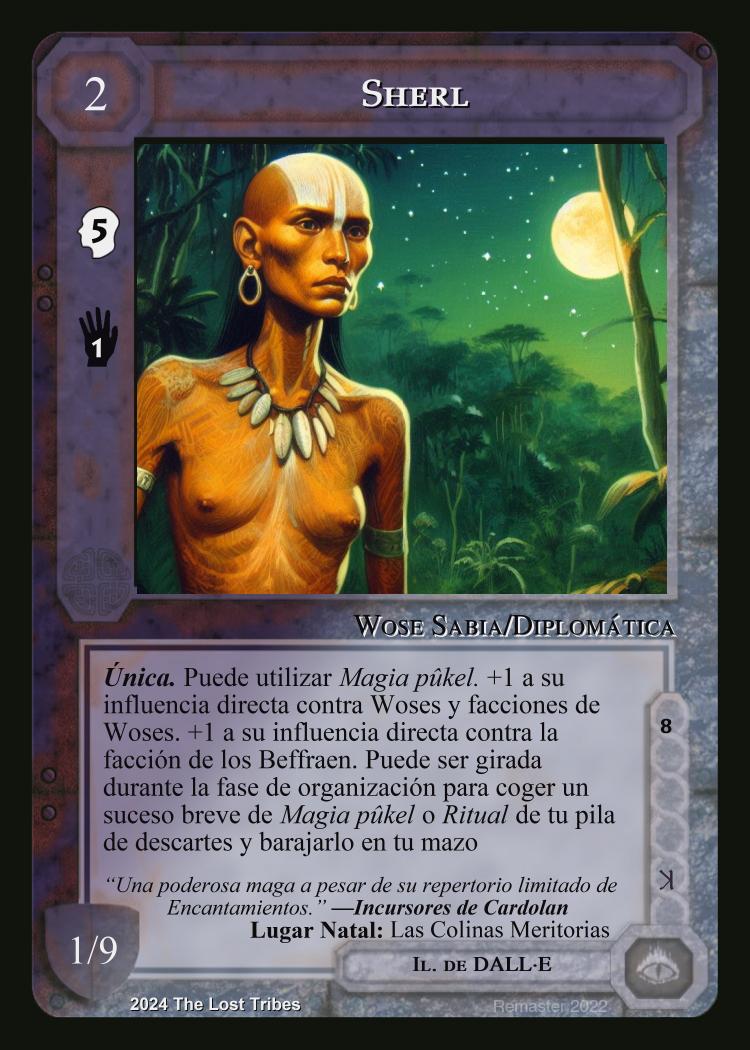 2
Sherl
5
1
Wose Sabia/Diplomática
Única. Puede utilizar Magia pûkel. +1 a su
influencia directa contra Woses y facciones de
Woses. +1 a su influencia directa contra la
facción de los Beffraen. Puede ser girada
durante la fase de organización para coger un
suceso breve de Magia pûkel o Ritual de tu pila
de descartes y barajarlo en tu mazo
8
“Una poderosa maga a pesar de su repertorio limitado de
Encantamientos.” —Incursores de Cardolan
Lugar Natal: Las Colinas Meritorias
1/9
Il. de DALL·E
2024 The Lost Tribes
Remaster 2022